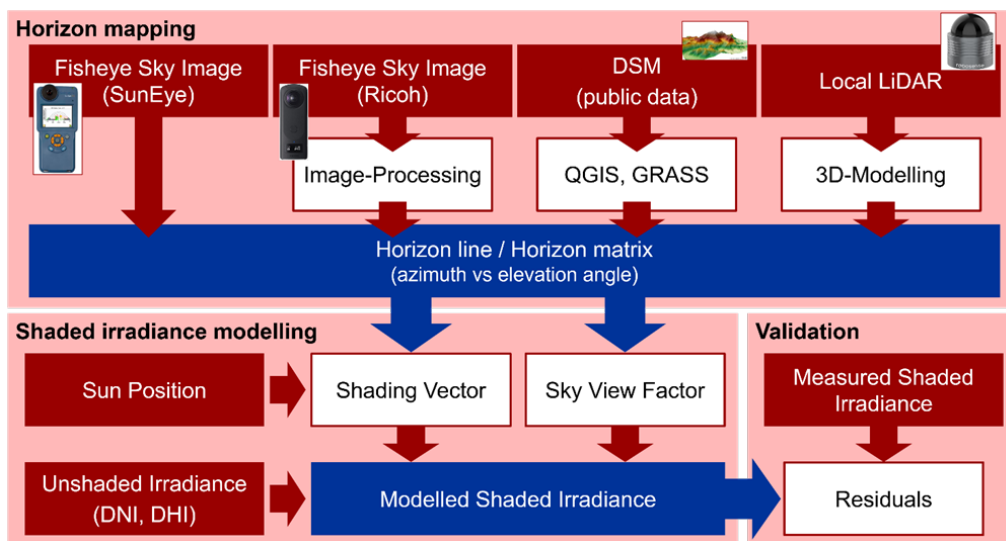 Horizon mapping
Fisheye Sky Image
(SunEye)
Fisheye Sky Image
(Ricoh)
DSM
(public data)
Local LiDAR
Image-Processing
QGIS, GRASS
3D-Modelling
Horizon line / Horizon matrix
(azimuth vs elevation angle)
Shaded irradiance modelling
Validation
Sun Position
Shading Vector
Sky View Factor
Measured Shaded
Irradiance
Unshaded Irradiance
(DNI, DHI)
Modelled Shaded Irradiance
Residuals